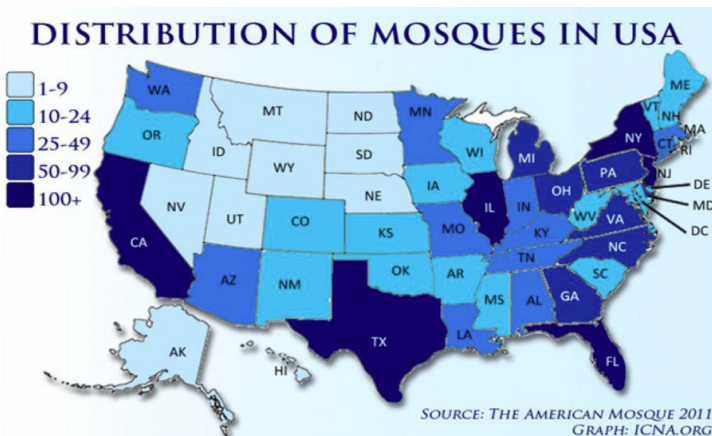 DISTRIBUTION OF MOSQUES IN USA
1-9
10-24
25-49
50-99
100+
WA
MT
ND
MN
ME
VT
NH
OR
ID
SD
WI
MI
NY
MA
CT
RI
WY
IA
PA
NJ
NE
DE
NV
UT
IL
IN
OH
MD
CO
KS
MO
KY
WV
VA
DC
CA
NC
TN
AZ
NM
OK
AR
SC
MS
AL
GA
TX
LA
FL
AK
HI
SOURCE: THE AMERICAN MOSQUE 2011
GRAPH: ICNA.ORG